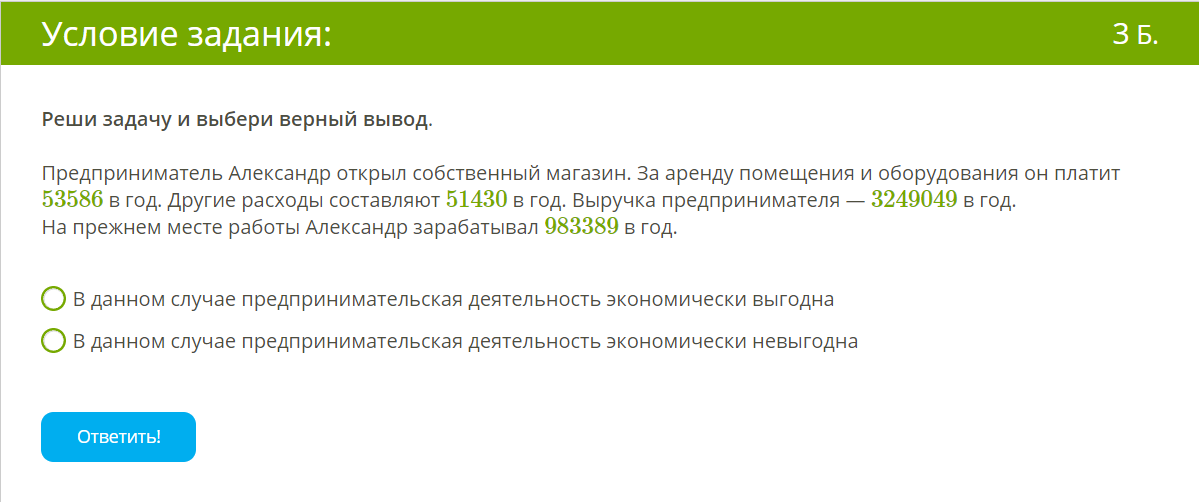 Условие задания:
3 Б.
Реши задачу и выбери верный вывод.
Предприниматель Александр открыл собственный магазин. За аренду помещения и оборудования он платит
53586 в год. Другие расходы составляют 51430 в год. Выручка предпринимателя — 3249049 в год.
На прежнем месте работы Александр зарабатывал 983389 в год.
В данном случае предпринимательская деятельность экономически выгодна
В данном случае предпринимательская деятельность экономически невыгодна
Ответить!